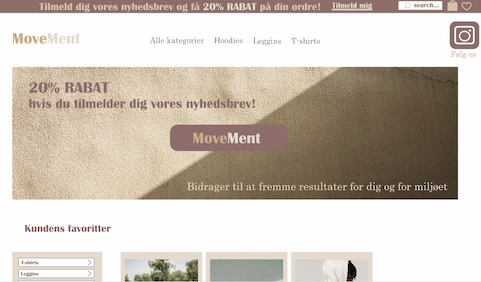 Tilmeld dig vores nyhedsbrev og få 20% RABAT på din ordre! Tilmeld mig
search...
MoveMent
Alle kategorier Hoodies Leggins T-shirts
Følg os
20% RABAT
hvis du tilmelder dig vores nyhedsbrev!
MoveMent
Bidrager til at fremme resultater for dig og for miljøet
Kundens favoritter
T-shirts
Leggins